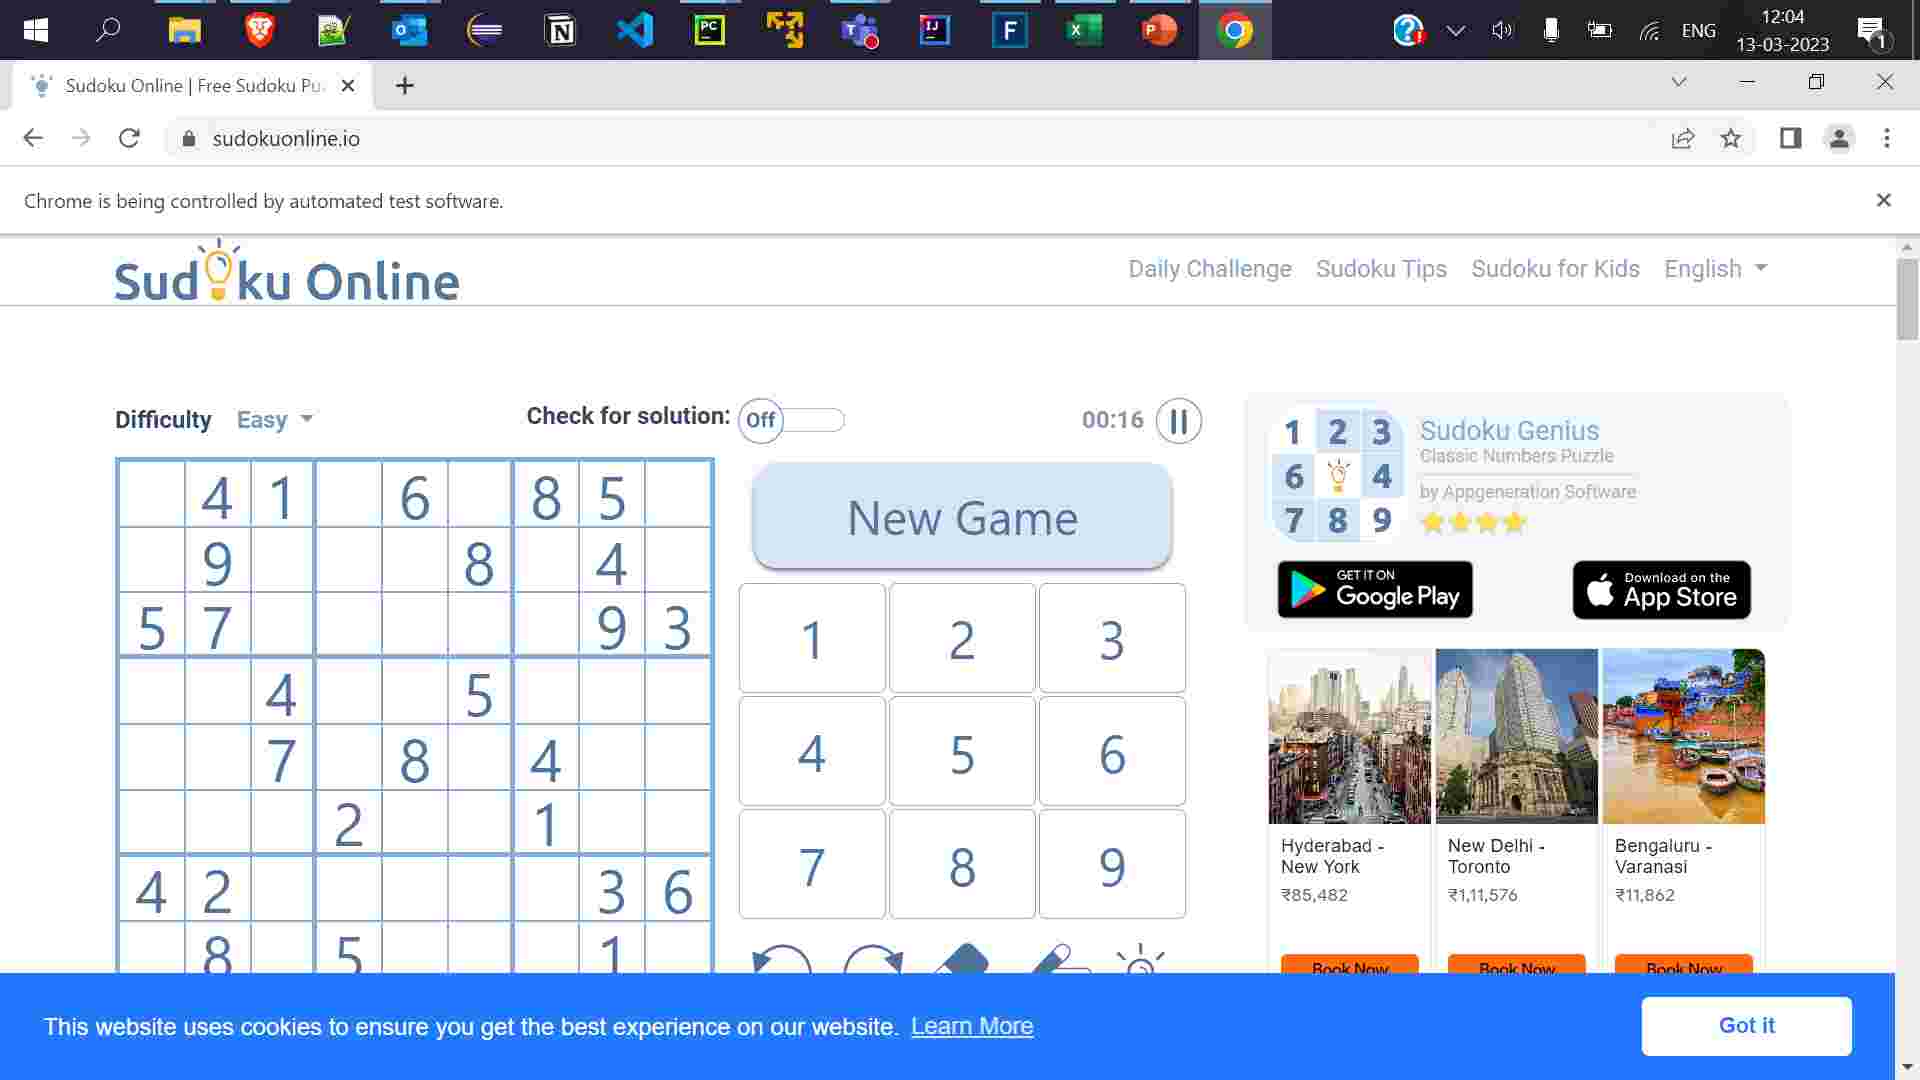 12:04
ENG
13-03-2023
1
Sudoku Online | Free Sudoku Pu
sudokuonline.io
Chrome is being controlled by automated test software.
Sudoku Online
Daily Challenge Sudoku Tips Sudoku for Kids English
Difficulty Easy Check for solution: Off 00:16
4 1 6 8 5
9 8 4
5 7 9 3
4 5
7 8 4
2 1
4 2 3 6
8 5 1
New Game
1 2 3
4 5 6
7 8 9
1 2 3
6 4
7 8 9
Sudoku Genius
Classic Numbers Puzzle
by Appgeneration Software
GET IT ON
Google Play
Download on the
App Store
Hyderabad -
New York
₹85,482
Book Now
New Delhi -
Toronto
₹1,11,576
Book Now
Bengaluru -
Varanasi
₹11,862
Book Now
This website uses cookies to ensure you get the best experience on our website. Learn More
Got it